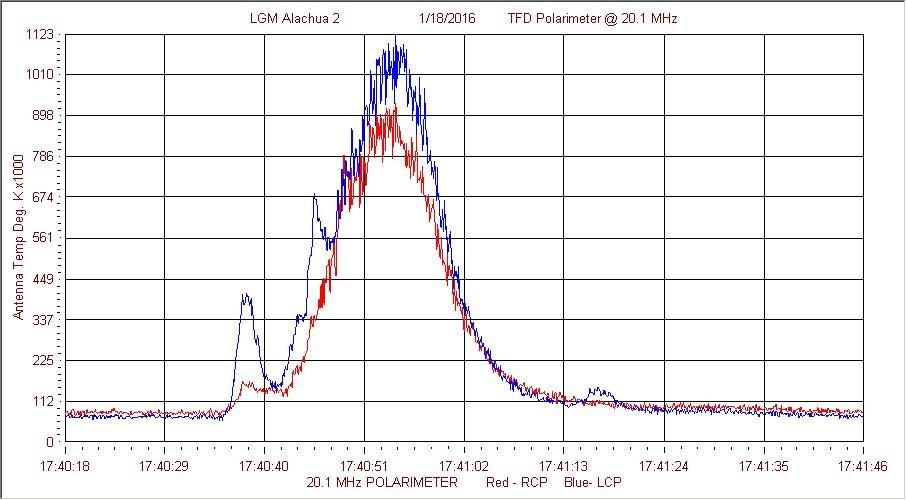 LGM Alachua 2 1/18/2016 TFD Polarimeter @ 20.1 MHz
Antenna Temp Deg. K x1000
1123
1010
898
786
674
561
449
337
225
112
0
17:40:18 17:40:29 17:40:40 17:40:51 17:41:02 17:41:13 17:41:24 17:41:35 17:41:46
20.1 MHz POLARIMETER Red - RCP Blue- LCP